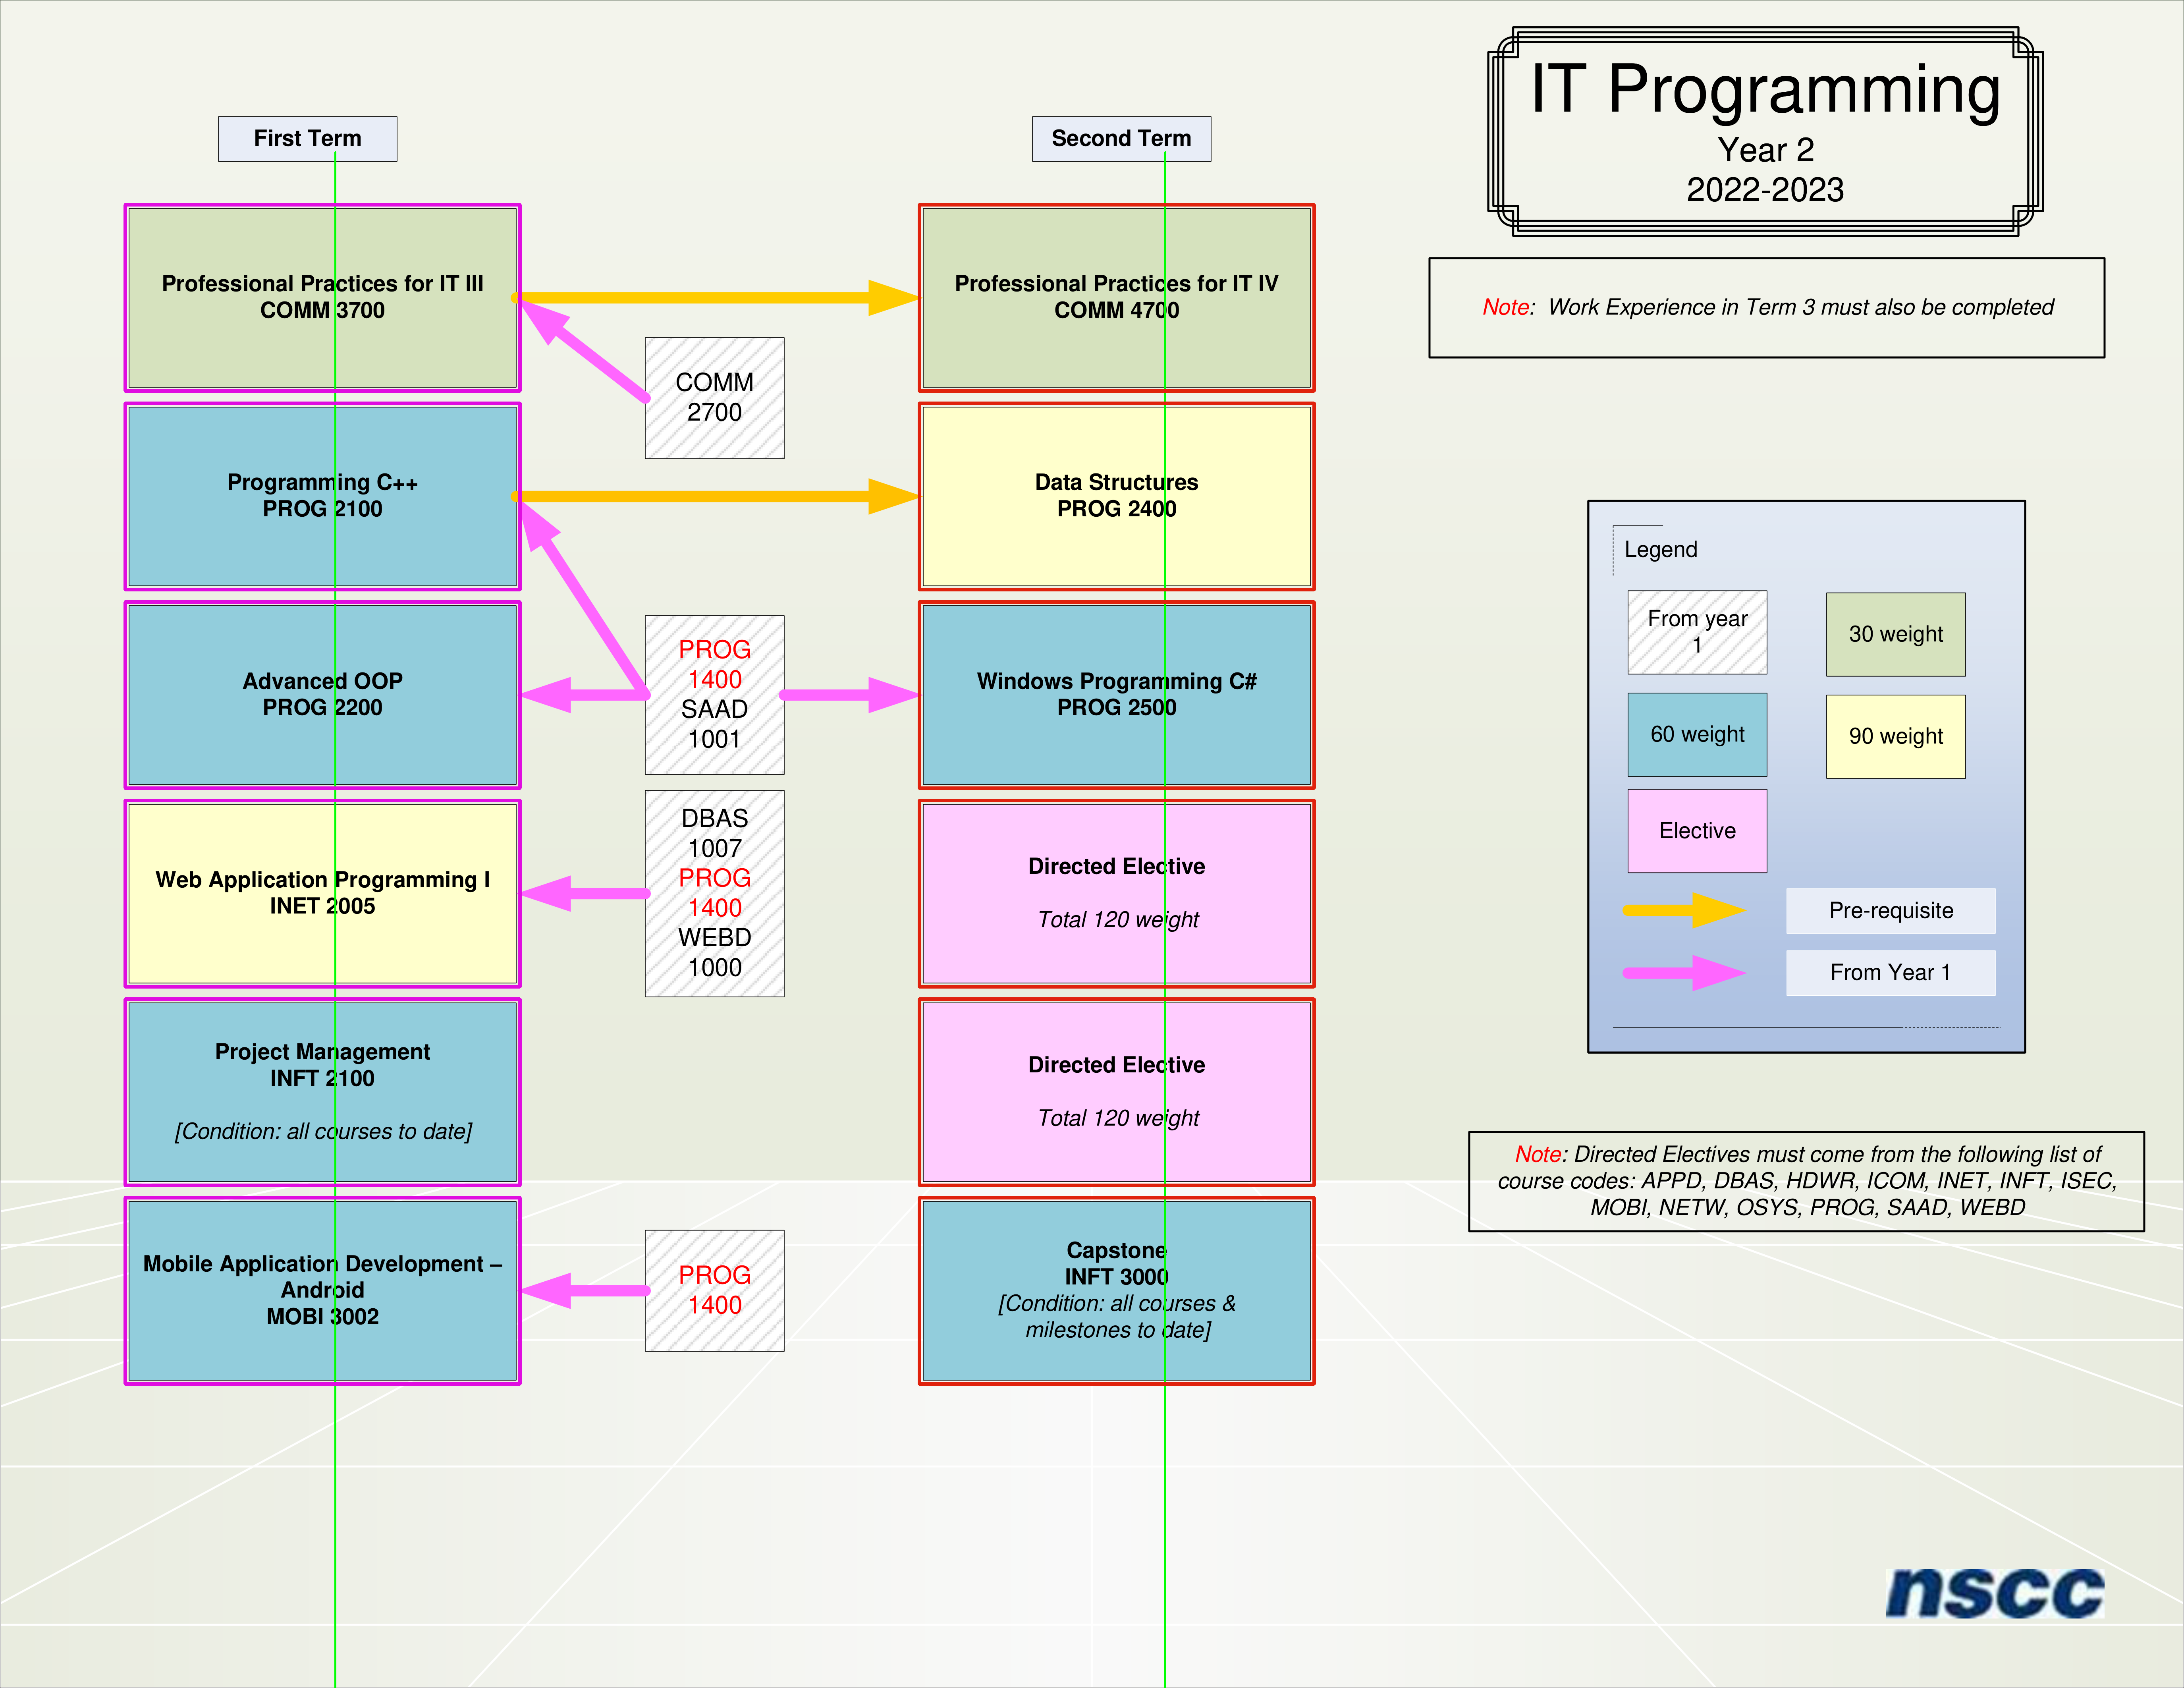 IT Programming
Year 2
2022-2023
First Term
Second Term
Professional Practices for IT III
COMM 3700
Professional Practices for IT IV
COMM 4700
Note:  Work Experience in Term 3 must also be completed
COMM
2700
Programming C++
PROG 2100
Data Structures
PROG 2400
Advanced OOP
PROG 2200
PROG
1400
SAAD
1001
Windows Programming C#
PROG 2500
Web Application Programming I
INET 2005
DBAS
1007
PROG
1400
WEBD
1000
Directed Elective
Total 120 weight
Project Management
INFT 2100
[Condition: all courses to date]
Directed Elective
Total 120 weight
Mobile Application Development –
Android
MOBI 3002
PROG
1400
Capstone
INFT 3000
[Condition: all courses &
milestones to date]
Legend
From year
1
30 weight
60 weight
90 weight
Elective
Pre-requisite
From Year 1
Note: Directed Electives must come from the following list of
course codes: APPD, DBAS, HDWR, ICOM, INET, INFT, ISEC,
MOBI, NETW, OSYS, PROG, SAAD, WEBD
nscc